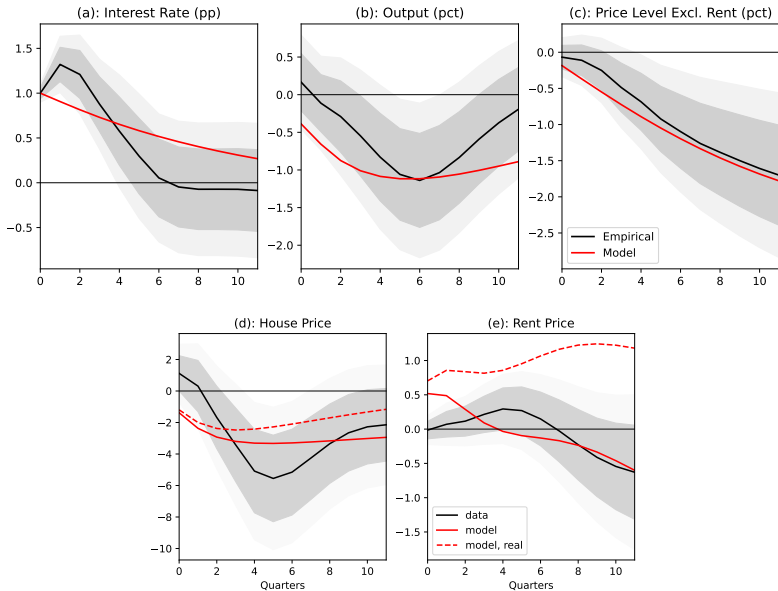 (a): Interest Rate (pp)
(b): Output (pct)
(c): Price Level Excl. Rent (pct)
1.5
1.0
0.5
0.0
−0.5
0 2 4 6 8 10
0.5
0.0
−0.5
−1.0
−1.5
−2.0
0 2 4 6 8 10
0.0
−0.5
−1.0
−1.5
−2.0
−2.5
Empirical
Model
0 2 4 6 8 10
(d): House Price
(e): Rent Price
2
0
−2
−4
−6
−8
−10
0 2 4 6 8 10
Quarters
1.0
0.5
0.0
−0.5
−1.0
−1.5
data
model
model, real
0 2 4 6 8 10
Quarters